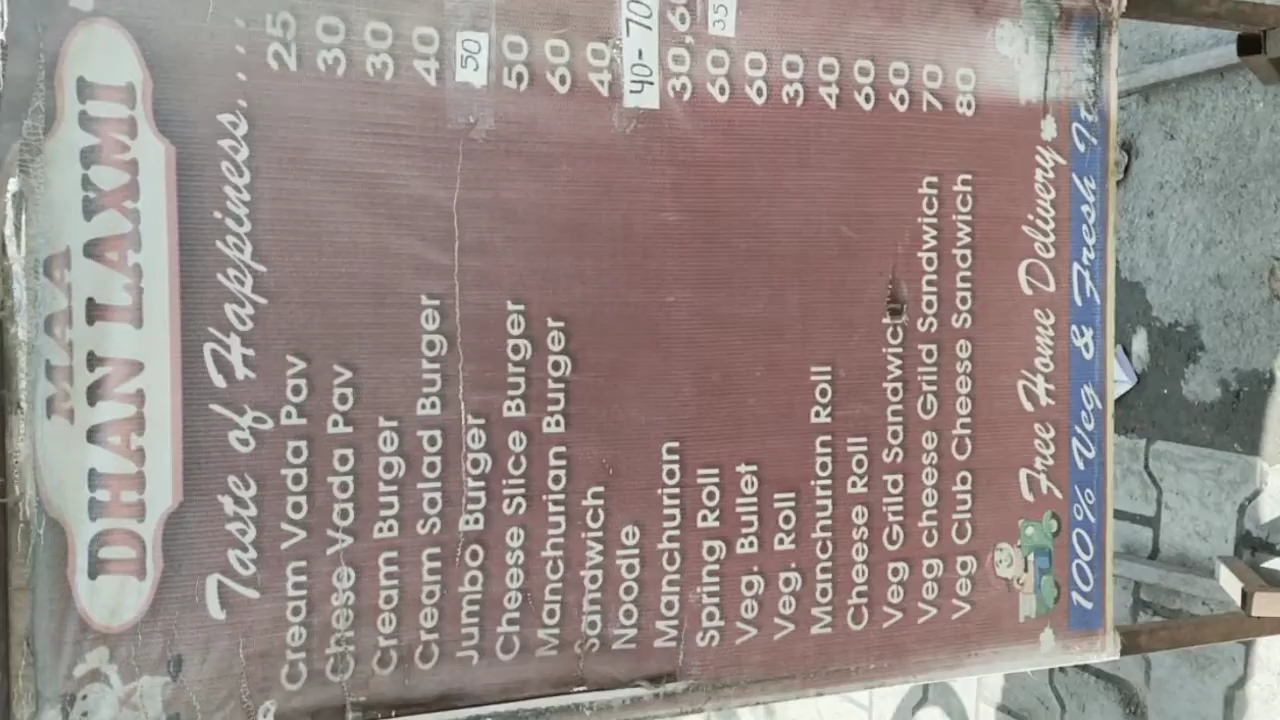 MAA
DHAN LAXMI
Taste of Happiness....
Cream Vada Pav 25
Chese Vada Pav 30
Cream Burger 30
Cream Salad Burger 40
Jumbo Burger 50
Cheese Slice Burger 50
Manchurian Burger 60
Sandwich 40
Noodle 40-70
Manchurian 30,60
Spring Roll 60 35
Veg. Bullet 60
Veg. Roll 30
Manchurian Roll 40
Cheese Roll 60
Veg Grild Sandwich 60
Veg cheese Grild Sandwich 70
Veg Club Cheese Sandwich 80
Free Home Delivery
100% Veg & Fresh